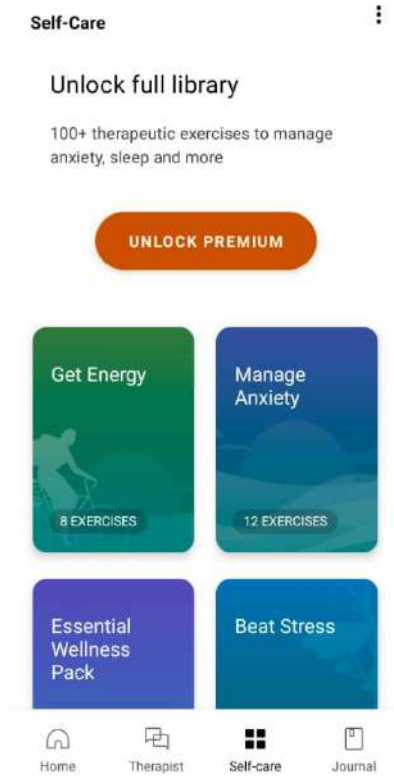 Self-Care
Unlock full library
100+ therapeutic exercises to manage
anxiety, sleep and more
UNLOCK PREMIUM
Get Energy
8 EXERCISES
Manage
Anxiety
12 EXERCISES
Essential
Wellness
Pack
Beat Stress
Home
Therapist
Self-care
Journal